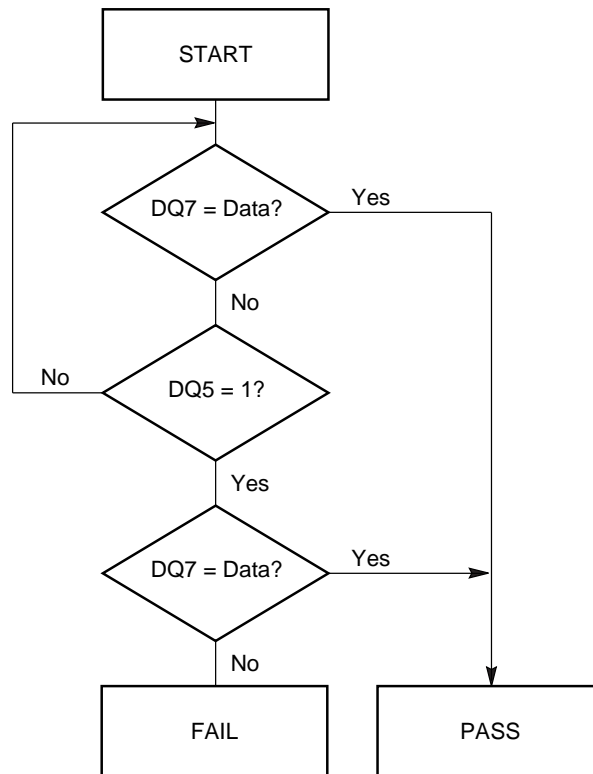 START
DQ7 = Data?
Yes
No
No
DQ5 = 1?
Yes
DQ7 = Data?
Yes
No
FAIL
PASS